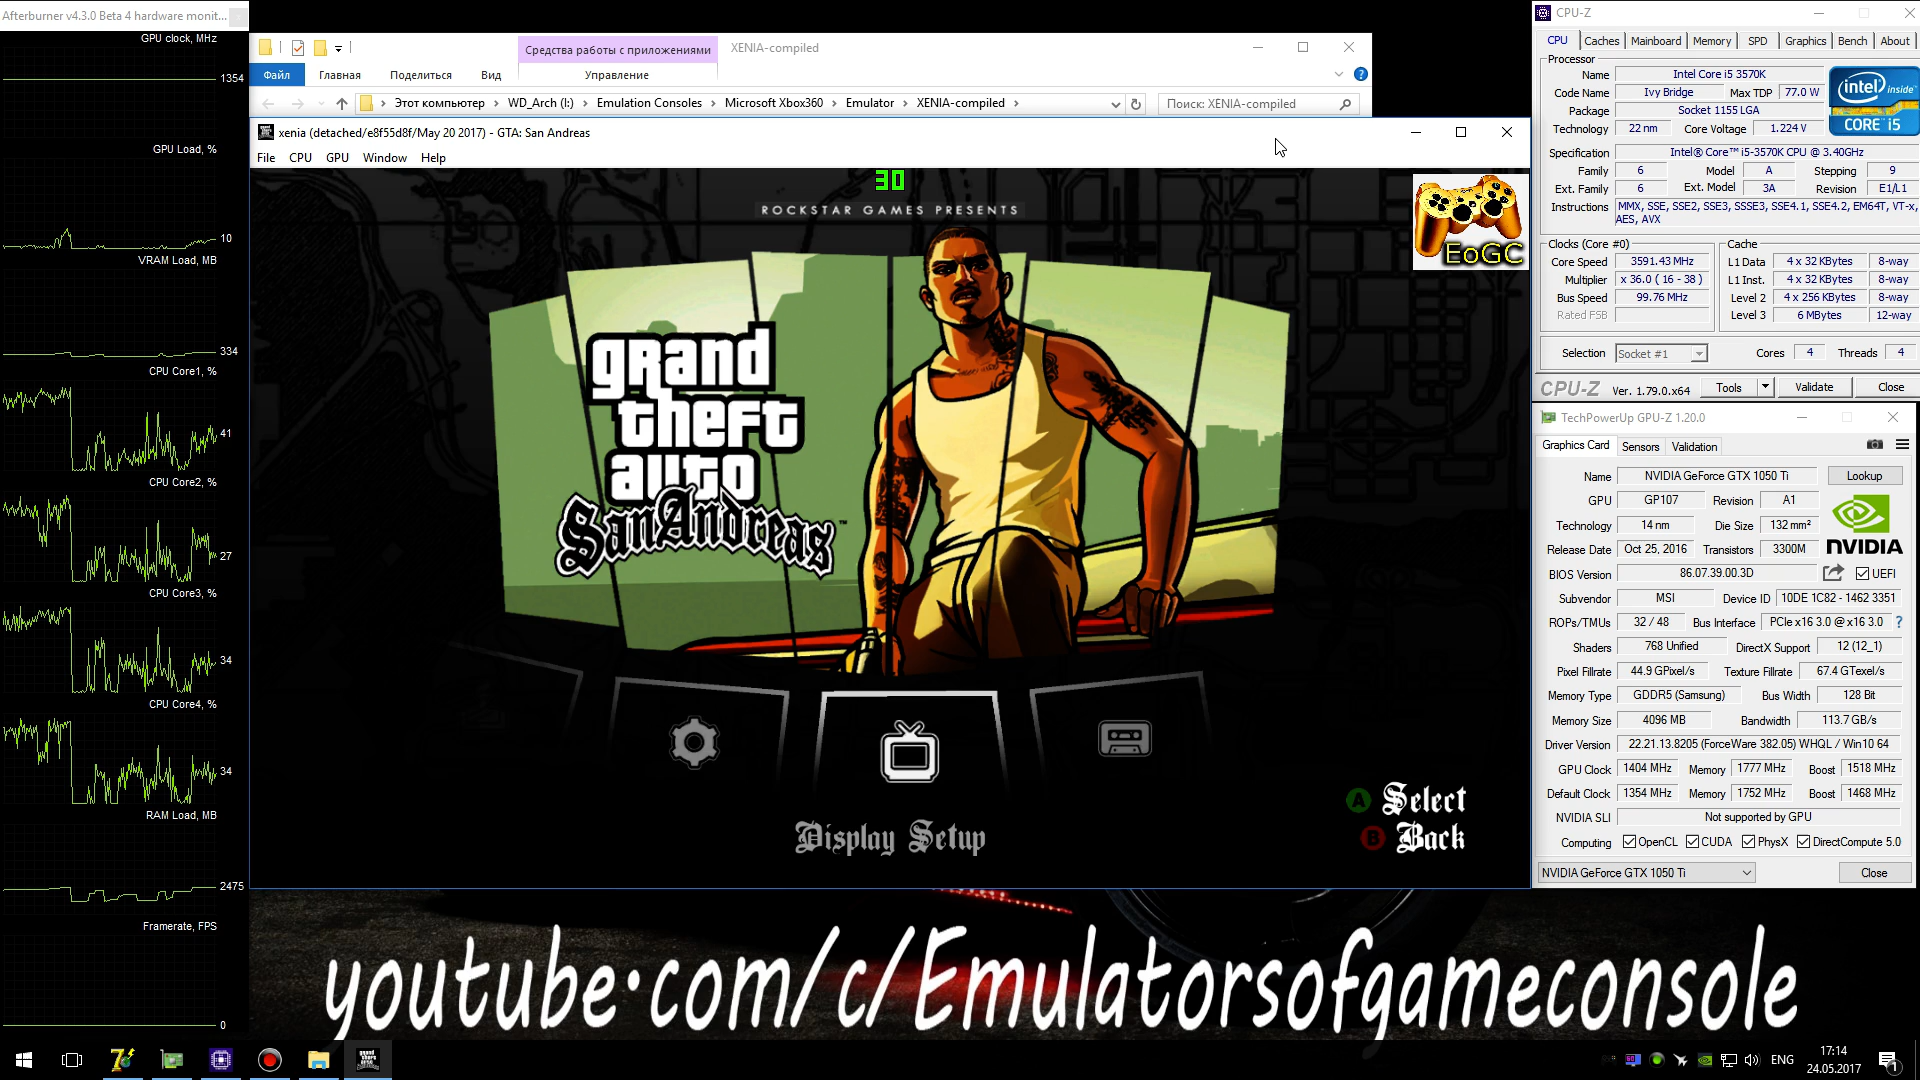 Afterburner v4.3.0 Beta 4 hardware monit...
GPU clock, MHz
1354
GPU Load, %
10
VRAM Load, MB
334
CPU Core1, %
41
CPU Core2, %
27
CPU Core3, %
34
CPU Core4, %
34
RAM Load, MB
2475
Framerate, FPS
0
Средства работы с приложениями
XENIA-compiled
Файл
Главная
Поделиться
Вид
Управление
Этот компьютер > WD_Arch (I:) > Emulation Consoles > Microsoft Xbox360 > Emulator > XENIA-compiled >
Поиск: XENIA-compiled
xenia (detached/e8f55d8f/May 20 2017) - GTA: San Andreas
File CPU GPU Window Help
30
ROCKSTAR GAMES PRESENTS
EoGC
grand
theft
auto
San Andreas™
Select
Back
Display Setup
CPU-Z
CPU Caches Mainboard Memory SPD Graphics Bench About
Processor
Name Intel Core i5 3570K
Code Name Ivy Bridge Max TDP 77.0 W
Package Socket 1155 LGA
Technology 22 nm Core Voltage 1.224 V
intel inside™
CORE i5
Specification Intel® Core™ i5-3570K CPU @ 3.40GHz
Family 6 Model A Stepping 9
Ext. Family 6 Ext. Model 3A Revision E1/L1
Instructions MMX, SSE, SSE2, SSE3, SSSE3, SSE4.1, SSE4.2, EM64T, VT-x,
AES, AVX
Clocks (Core #0)
Core Speed 3591.43 MHz
Multiplier x 36.0 ( 16 - 38 )
Bus Speed 99.76 MHz
Rated FSB
Cache
L1 Data 4 x 32 KBytes 8-way
L1 Inst. 4 x 32 KBytes 8-way
Level 2 4 x 256 KBytes 8-way
Level 3 6 MBytes 12-way
Selection Socket #1 Cores 4 Threads 4
CPU-Z Ver. 1.79.0.x64 Tools Validate Close
TechPowerUp GPU-Z 1.20.0
Graphics Card Sensors Validation
Name NVIDIA GeForce GTX 1050 Ti Lookup
GPU GP107 Revision A1
Technology 14 nm Die Size 132 mm²
Release Date Oct 25, 2016 Transistors 3300M
NVIDIA
BIOS Version 86.07.39.00.3D UEFI
Subvendor MSI Device ID 10DE 1C82 - 1462 3351
ROPs/TMUs 32 / 48 Bus Interface PCIe x16 3.0 @ x16 3.0 ?
Shaders 768 Unified DirectX Support 12 (12_1)
Pixel Fillrate 44.9 GPixel/s Texture Fillrate 67.4 GTexel/s
Memory Type GDDR5 (Samsung) Bus Width 128 Bit
Memory Size 4096 MB Bandwidth 113.7 GB/s
Driver Version 22.21.13.8205 (ForceWare 382.05) WHQL / Win10 64
GPU Clock 1404 MHz Memory 1777 MHz Boost 1518 MHz
Default Clock 1354 MHz Memory 1752 MHz Boost 1468 MHz
NVIDIA SLI Not supported by GPU
Computing OpenCL CUDA PhysX DirectCompute 5.0
NVIDIA GeForce GTX 1050 Ti Close
youtube.com/c/Emulatorsofgameconsole
ENG
17:14
24.05.2017
1